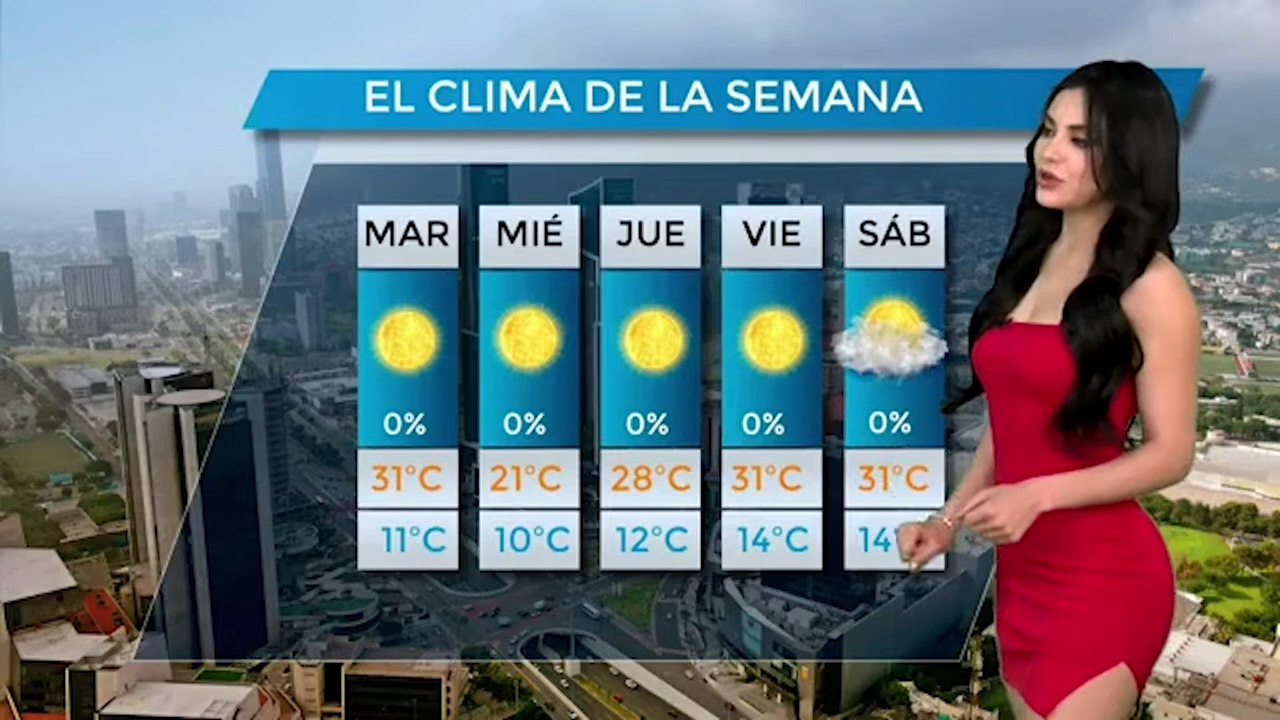 EL CLIMA DE LA SEMANA
MAR MIÉ JUE VIE SÁB
0% 0% 0% 0% 0%
31°C 21°C 28°C 31°C 31°C
11°C 10°C 12°C 14°C 14°